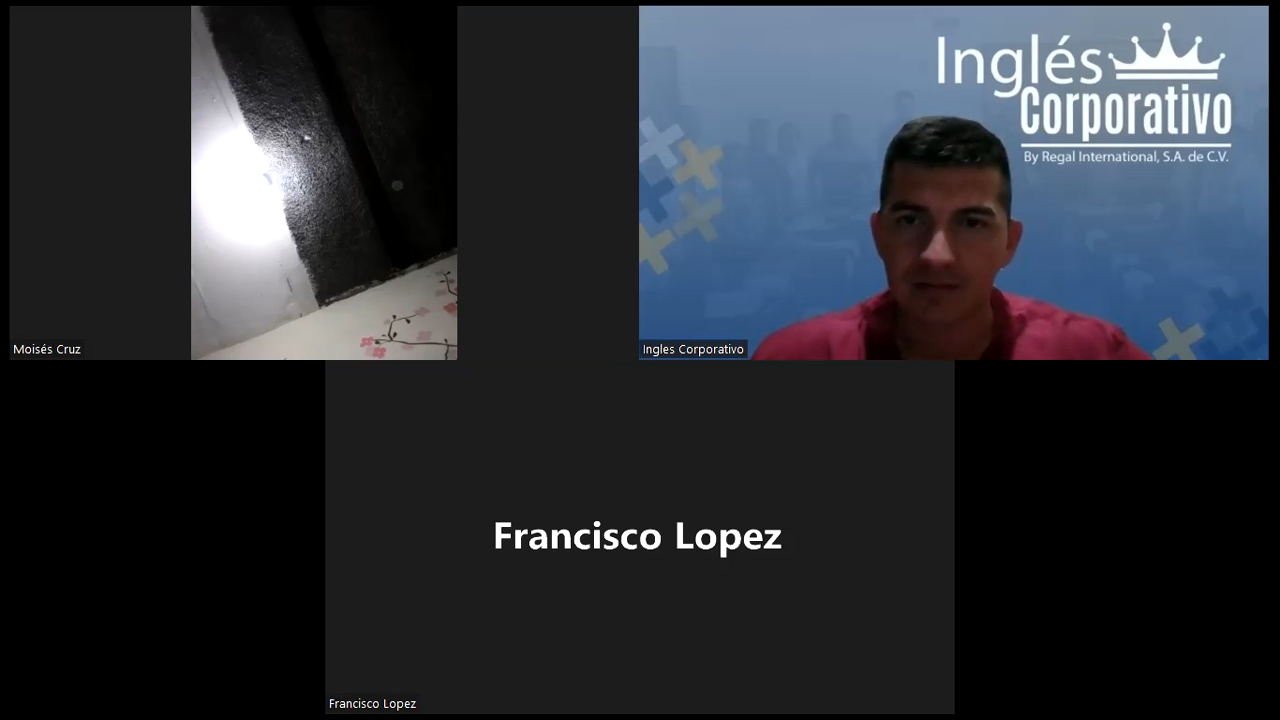 Inglés
Corporativo
By Regal International, S.A. de C.V.
Moisés Cruz
Ingles Corporativo
Francisco Lopez
Francisco Lopez